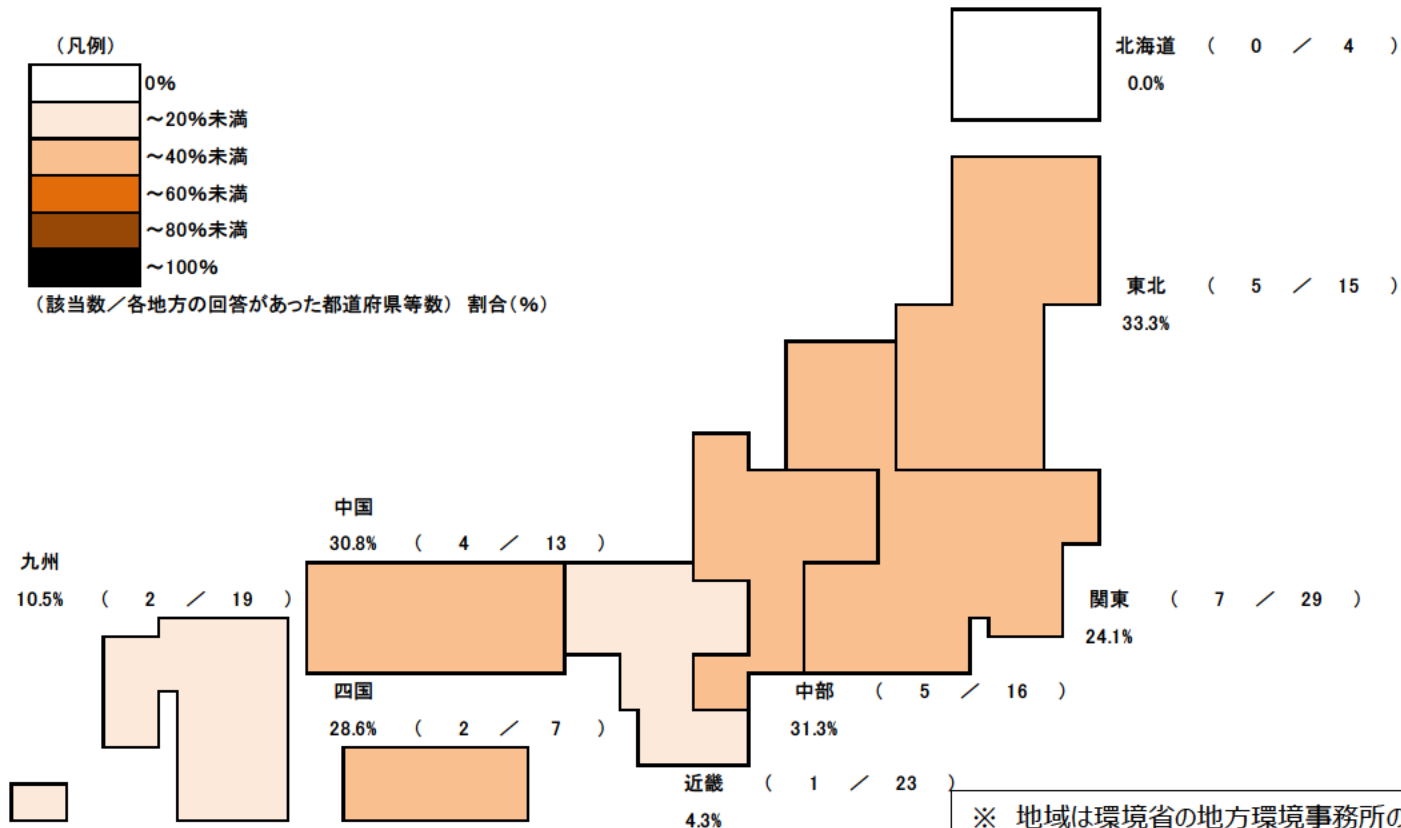 (凡例)
0%
～20%未満
～40%未満
～60%未満
～80%未満
～100%
(該当数／各地方の回答があった都道府県等数) 割合(%)
北海道 ( 0 ／ 4 )
0.0%
東北 ( 5 ／ 15 )
33.3%
中国
30.8% ( 4 ／ 13 )
九州
10.5% ( 2 ／ 19 )
関東 ( 7 ／ 29 )
24.1%
四国
28.6% ( 2 ／ 7 )
中部 ( 5 ／ 16 )
31.3%
近畿 ( 1 ／ 23 )
4.3%
※ 地域は環境省の地方環境事務所の